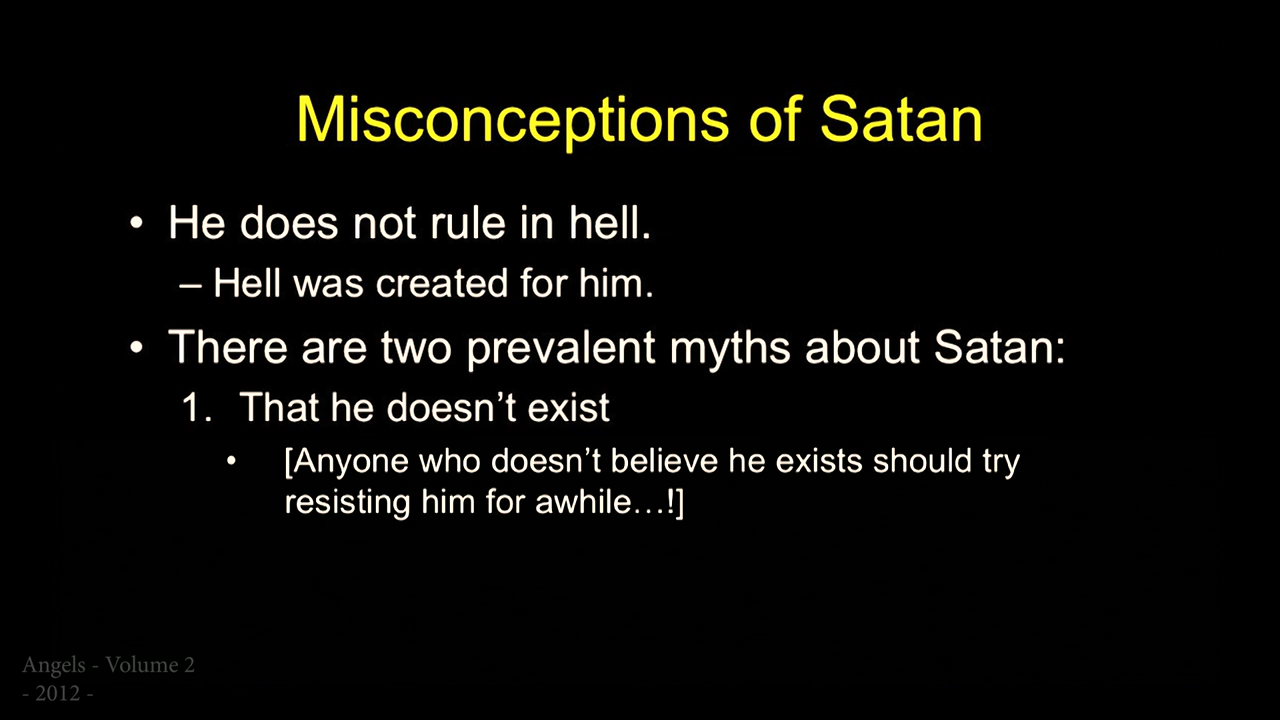 Misconceptions of Satan
• He does not rule in hell.
– Hell was created for him.
• There are two prevalent myths about Satan:
1. That he doesn’t exist
• [Anyone who doesn’t believe he exists should try
resisting him for awhile…!]
Angels - Volume 2
- 2012 -